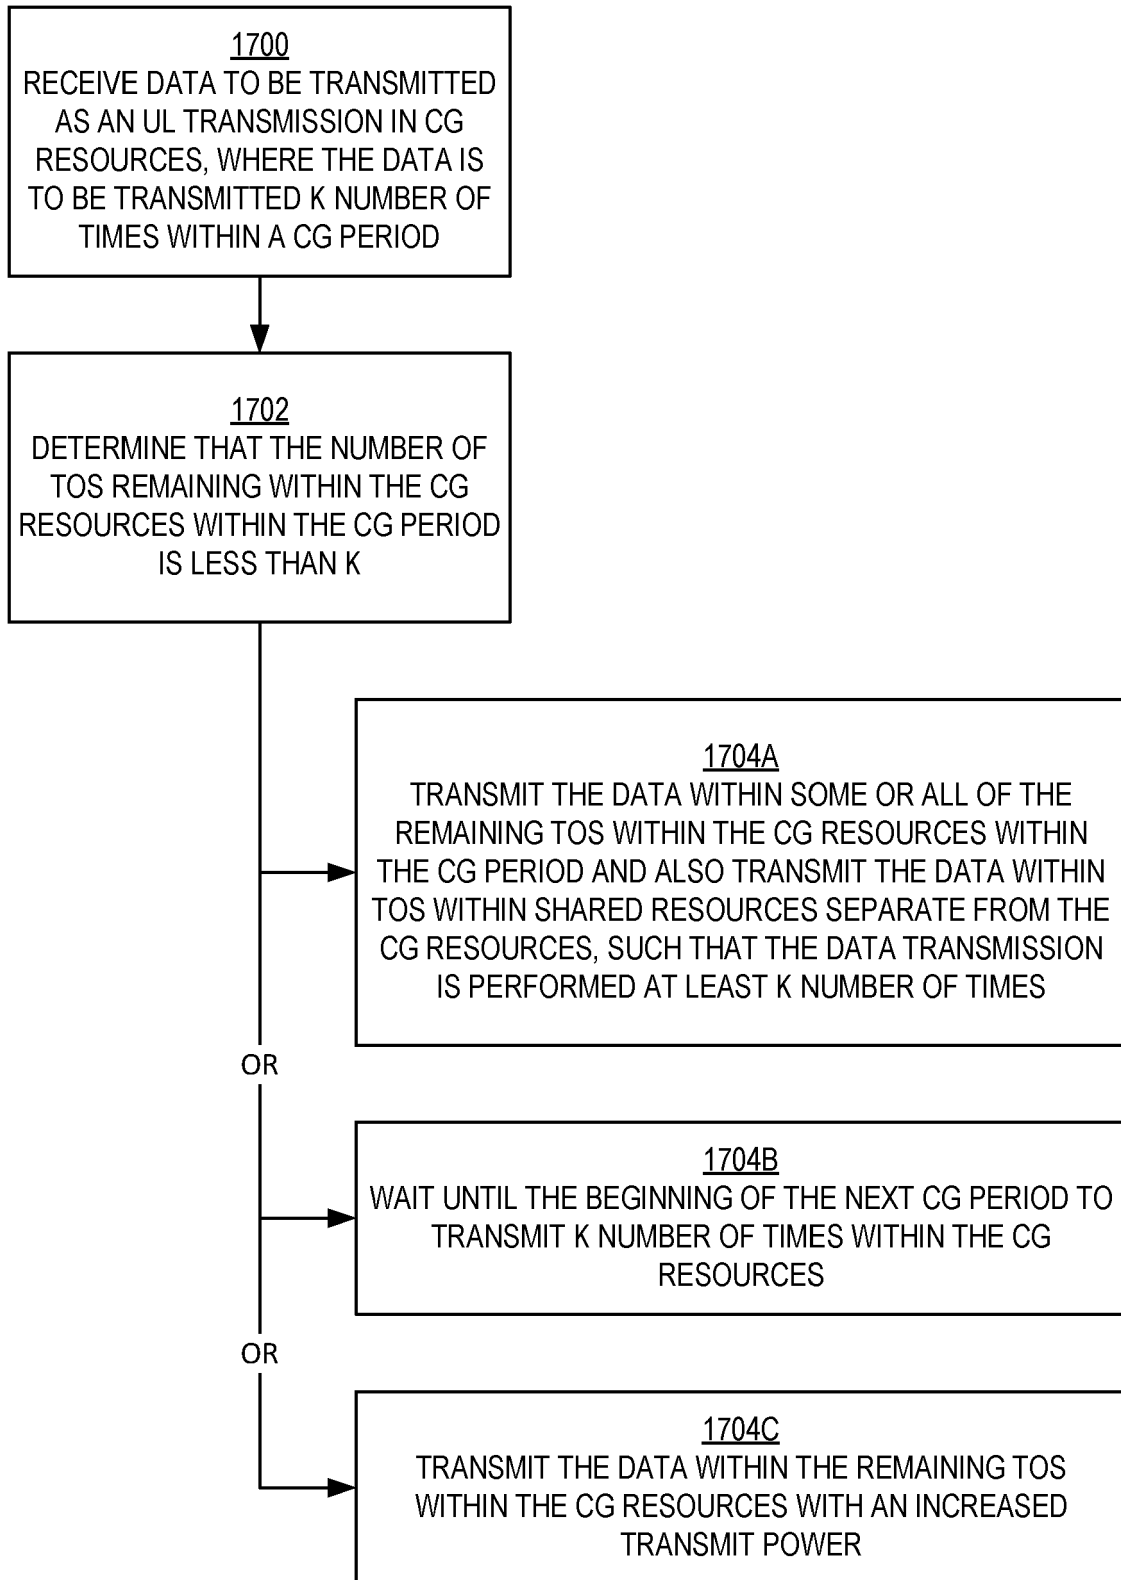 1700
RECEIVE DATA TO BE TRANSMITTED
AS AN UL TRANSMISSION IN CG
RESOURCES, WHERE THE DATA IS
TO BE TRANSMITTED K NUMBER OF
TIMES WITHIN A CG PERIOD
1702
DETERMINE THAT THE NUMBER OF
TOS REMAINING WITHIN THE CG
RESOURCES WITHIN THE CG PERIOD
IS LESS THAN K
1704A
TRANSMIT THE DATA WITHIN SOME OR ALL OF THE
REMAINING TOS WITHIN THE CG RESOURCES WITHIN
THE CG PERIOD AND ALSO TRANSMIT THE DATA WITHIN
TOS WITHIN SHARED RESOURCES SEPARATE FROM THE
CG RESOURCES, SUCH THAT THE DATA TRANSMISSION
IS PERFORMED AT LEAST K NUMBER OF TIMES
OR
1704B
WAIT UNTIL THE BEGINNING OF THE NEXT CG PERIOD TO
TRANSMIT K NUMBER OF TIMES WITHIN THE CG
RESOURCES
OR
1704C
TRANSMIT THE DATA WITHIN THE REMAINING TOS
WITHIN THE CG RESOURCES WITH AN INCREASED
TRANSMIT POWER